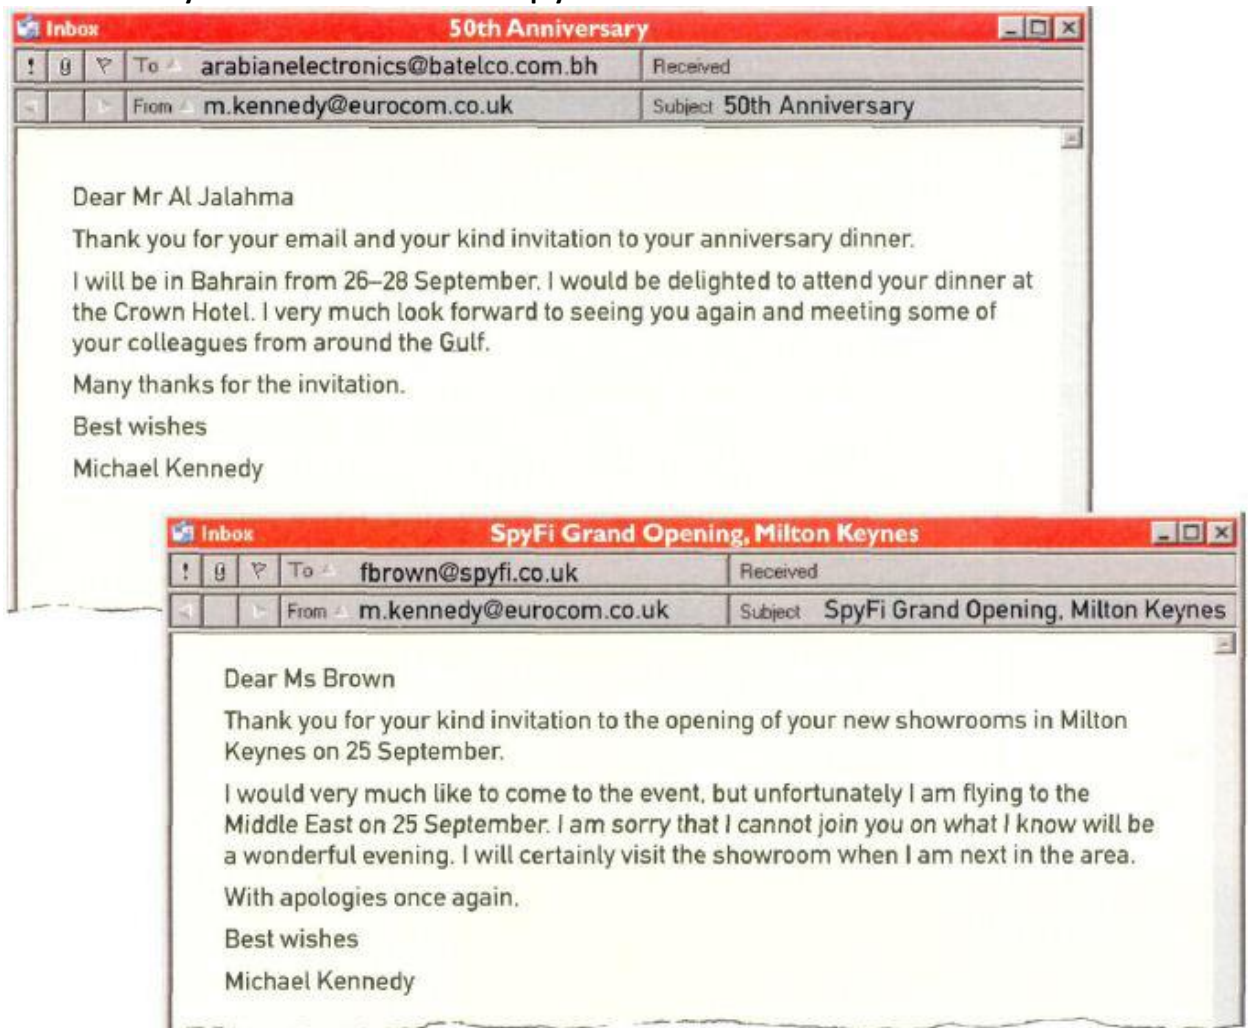 Inbox 50th Anniversary
To arabianelectronics@batelco.com.bh Received
From m.kennedy@eurocom.co.uk Subject 50th Anniversary
Dear Mr Al Jalahma
Thank you for your email and your kind invitation to your anniversary dinner.
I will be in Bahrain from 26–28 September. I would be delighted to attend your dinner at
the Crown Hotel. I very much look forward to seeing you again and meeting some of
your colleagues from around the Gulf.
Many thanks for the invitation.
Best wishes
Michael Kennedy
Inbox SpyFi Grand Opening, Milton Keynes
To fbrown@spyfi.co.uk Received
From m.kennedy@eurocom.co.uk Subject SpyFi Grand Opening, Milton Keynes
Dear Ms Brown
Thank you for your kind invitation to the opening of your new showrooms in Milton
Keynes on 25 September.
I would very much like to come to the event, but unfortunately I am flying to the
Middle East on 25 September. I am sorry that I cannot join you on what I know will be
a wonderful evening. I will certainly visit the showroom when I am next in the area.
With apologies once again.
Best wishes
Michael Kennedy